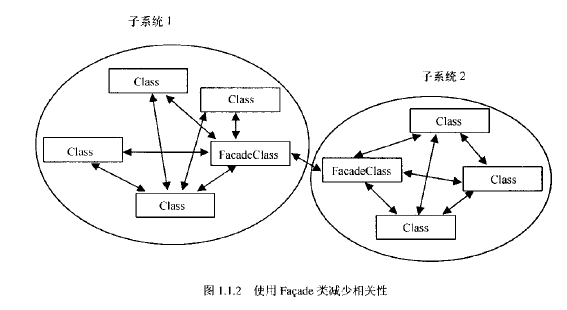 子系统 1
子系统 2
Class
Class
Class
Class
FacadeClass
Class
FacadeClass
Class
Class
Class
图 1.1.2 使用 Façade 类减少相关性